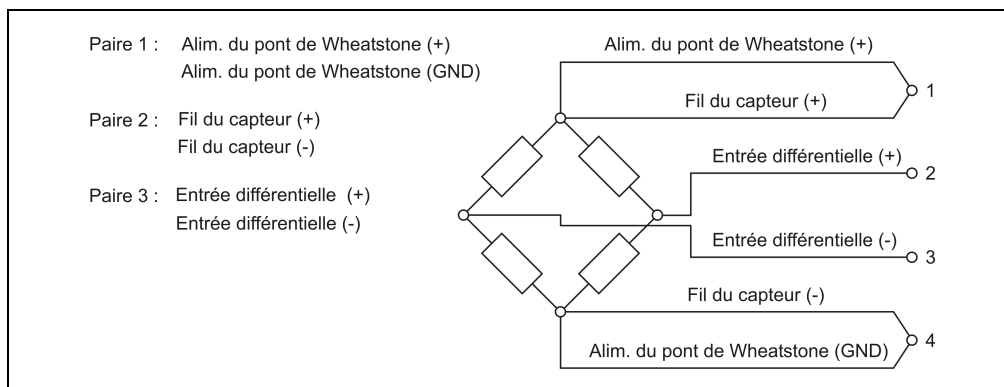 Paire 1 : Alim. du pont de Wheatstone (+)
Alim. du pont de Wheatstone (GND)
Paire 2 : Fil du capteur (+)
Fil du capteur (-)
Paire 3 : Entrée différentielle (+)
Entrée différentielle (-)
Alim. du pont de Wheatstone (+)
1
Fil du capteur (+)
Entrée différentielle (+)
2
Entrée différentielle (-)
3
Fil du capteur (-)
4
Alim. du pont de Wheatstone (GND)